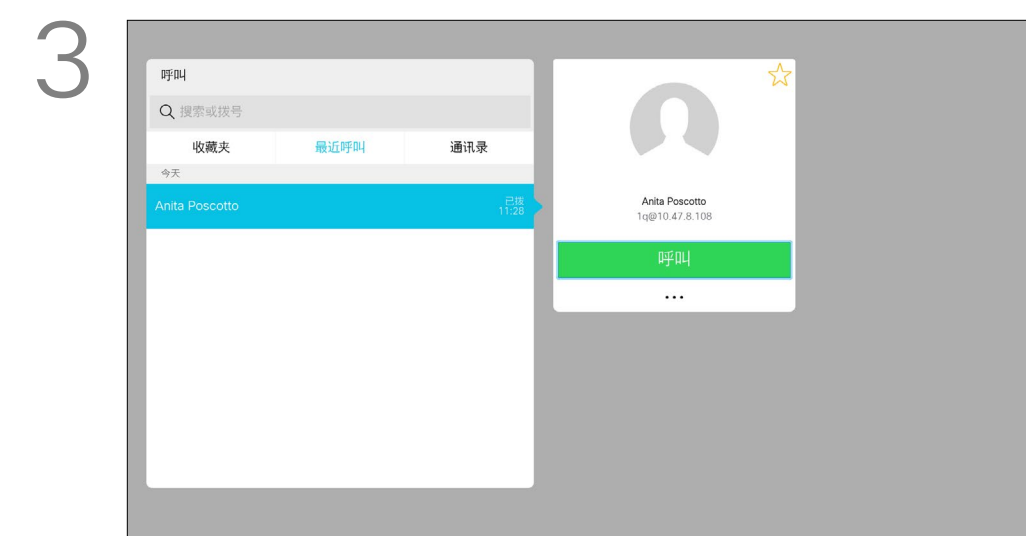 3
呼叫
搜索或拨号
收藏夹 最近呼叫 通讯录
今天
Anita Poscotto
已拨
11:28
Anita Poscotto
1q@10.47.8.108
呼叫
...